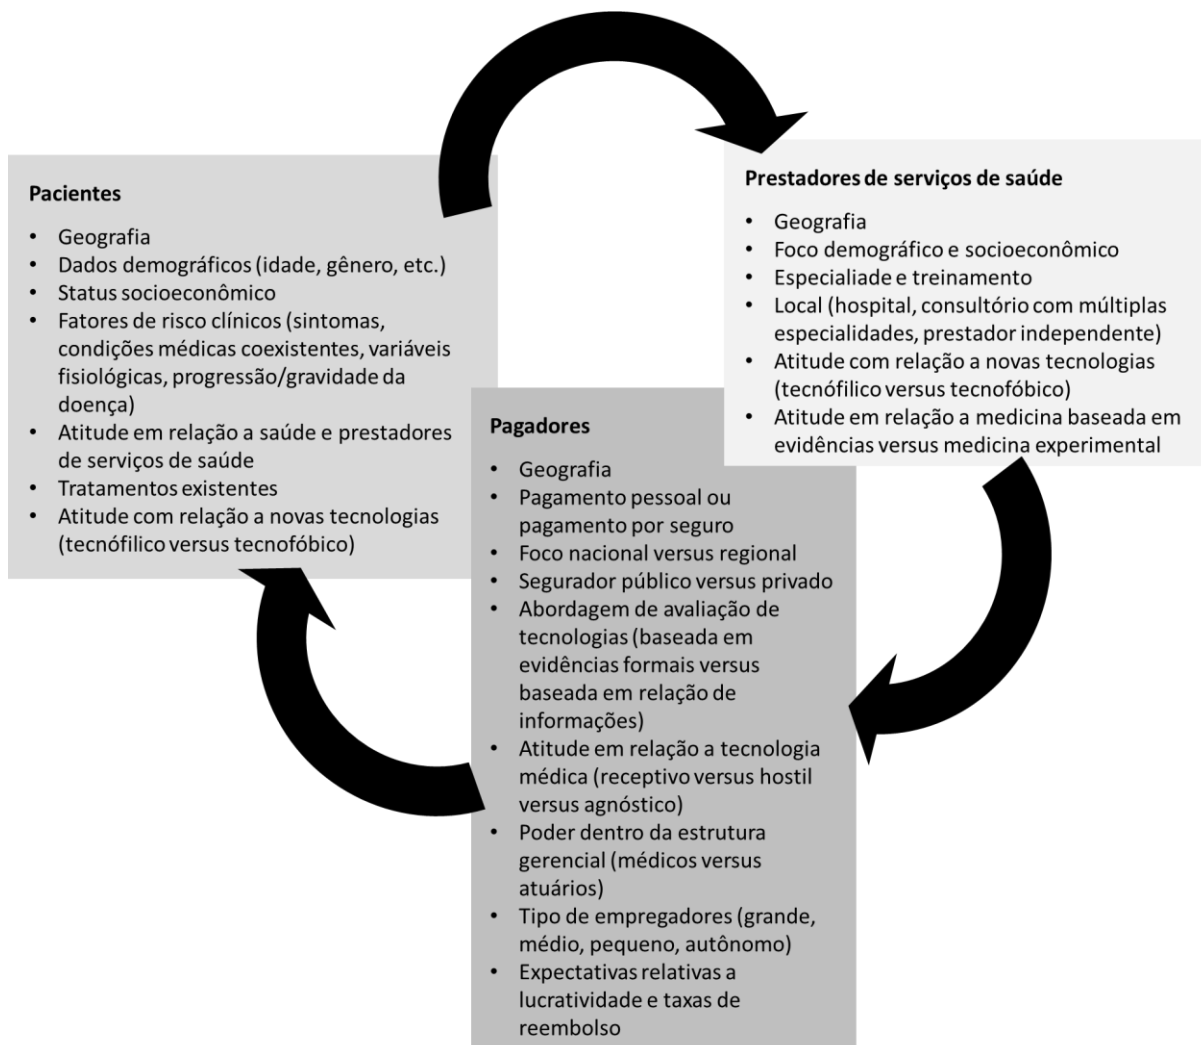 Pacientes
• Geografia
• Dados demográficos (idade, gênero, etc.)
• Status socioeconômico
• Fatores de risco clínicos (sintomas,
condições médicas coexistentes, variáveis
fisiológicas, progressão/gravidade da
doença)
• Atitude em relação a saúde e prestadores
de serviços de saúde
• Tratamentos existentes
• Atitude com relação a novas tecnologias
(tecnófilico versus tecnofóbico)
Prestadores de serviços de saúde
• Geografia
• Foco demográfico e socioeconômico
• Especialiade e treinamento
• Local (hospital, consultório com múltiplas
especialidades, prestador independente)
• Atitude com relação a novas tecnologias
(tecnófilico versus tecnofóbico)
• Atitude em relação a medicina baseada em
evidências versus medicina experimental
Pagadores
• Geografia
• Pagamento pessoal ou
pagamento por seguro
• Foco nacional versus regional
• Segurador público versus privado
• Abordagem de avaliação de
tecnologias (baseada em
evidências formais versus
baseada em relação de
informações)
• Atitude em relação a tecnologia
médica (receptivo versus hostil
versus agnóstico)
• Poder dentro da estrutura
gerencial (médicos versus
atuários)
• Tipo de empregadores (grande,
médio, pequeno, autônomo)
• Expectativas relativas a
lucratividade e taxas de
reembolso